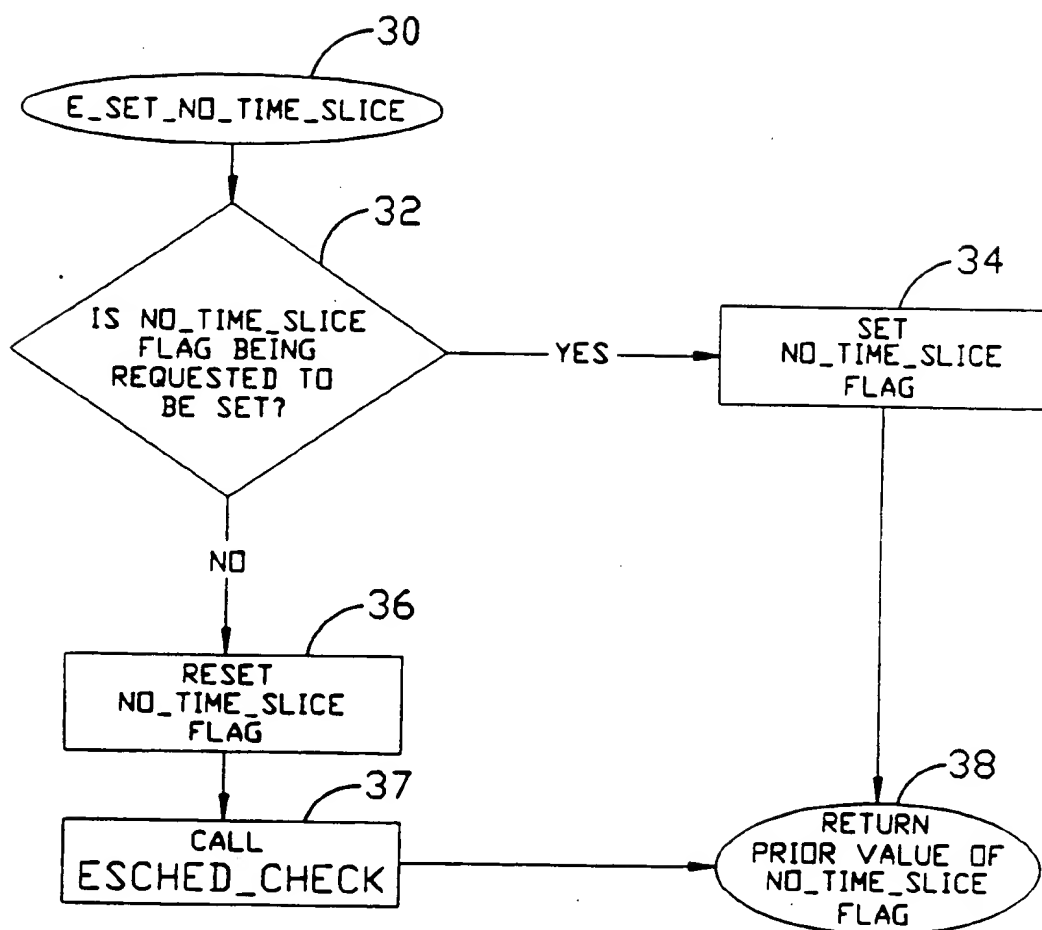 30
E_SET_NO_TIME_SLICE
32
IS NO_TIME_SLICE
FLAG BEING
REQUESTED TO
BE SET?
YES
34
SET
NO_TIME_SLICE
FLAG
NO
36
RESET
NO_TIME_SLICE
FLAG
37
CALL
ESCHED_CHECK
38
RETURN
PRIOR VALUE OF
NO_TIME_SLICE
FLAG